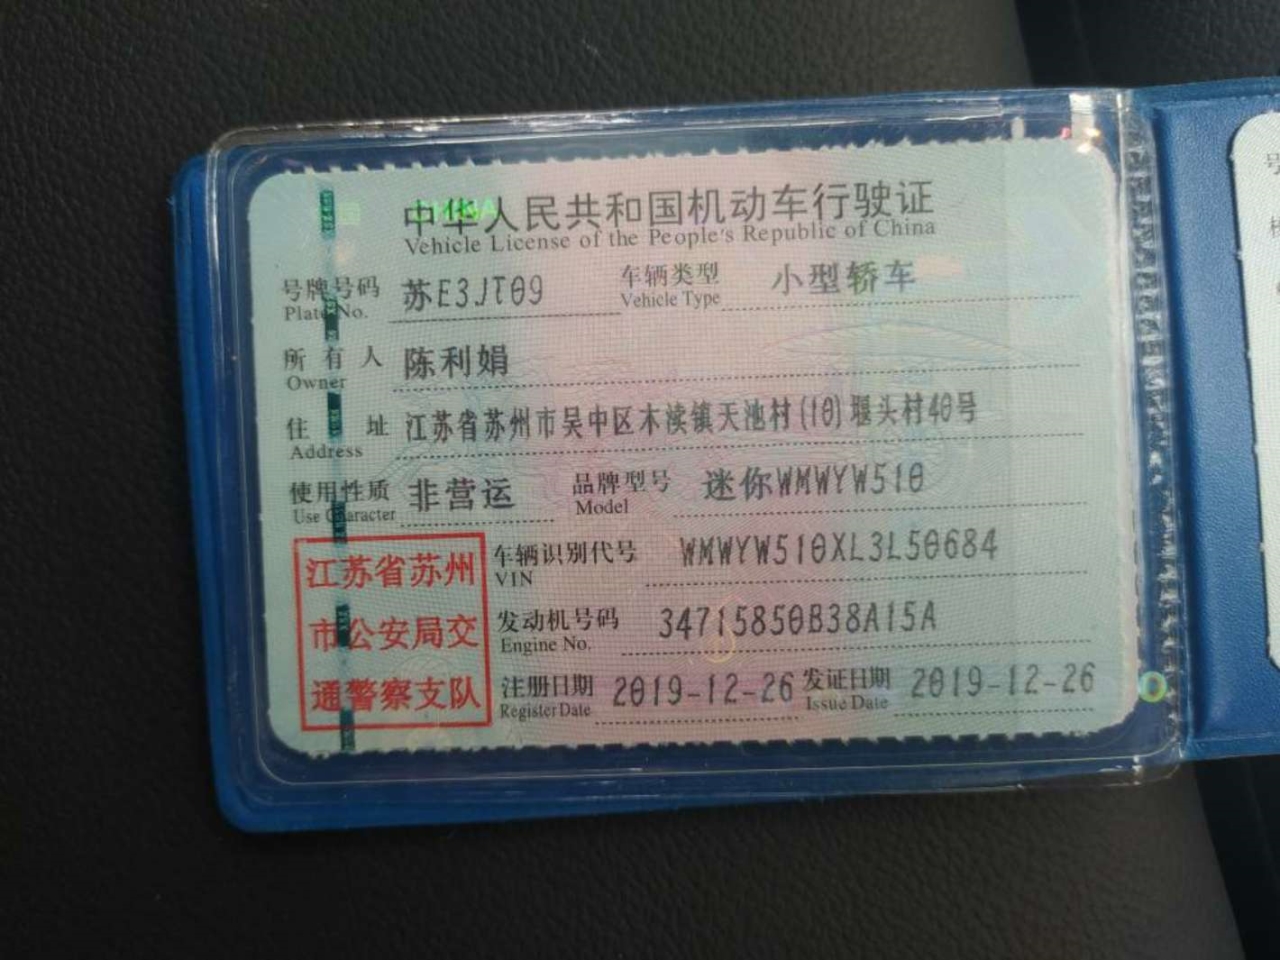 中华人民共和国机动车行驶证
Vehicle License of the People's Republic of China
号牌号码 苏E3JT09 车辆类型 小型轿车
Plate No. Vehicle Type
所有人 陈利娟
Owner
住址 江苏省苏州市吴中区木渎镇天池村(10)堰头村40号
Address
使用性质 非营运 品牌型号 迷你WMWYW510
Use Character Model
江苏省苏州
市公安局交
通警察支队
车辆识别代号 WMWYW510XL3L50684
VIN
发动机号码 34715850B38A15A
Engine No.
注册日期 2019-12-26 发证日期 2019-12-26
Register Date Issue Date